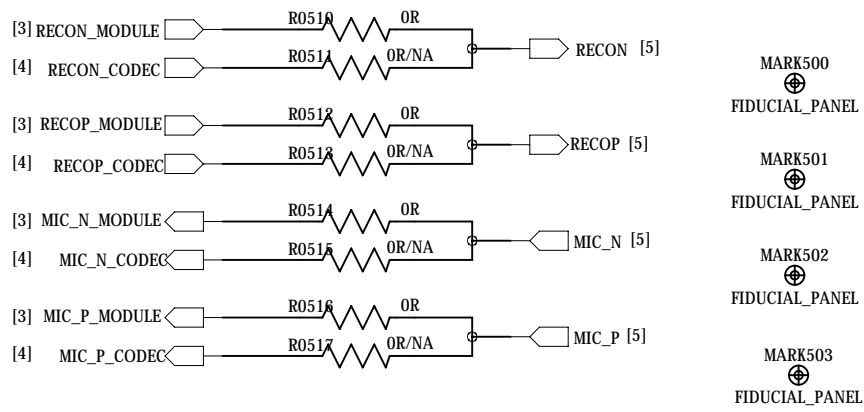 [3] RECON_MODULE R0510 0R
[4] RECON_CODEC R0511 0R/NA
RECON [5]
[3] RECOP_MODULE R0512 0R
[4] RECOP_CODEC R0513 0R/NA
RECOP [5]
[3] MIC_N_MODULE R0514 0R
[4] MIC_N_CODEC R0515 0R/NA
MIC_N [5]
[3] MIC_P_MODULE R0516 0R
[4] MIC_P_CODEC R0517 0R/NA
MIC_P [5]
MARK500
FIDUCIAL_PANEL
MARK501
FIDUCIAL_PANEL
MARK502
FIDUCIAL_PANEL
MARK503
FIDUCIAL_PANEL